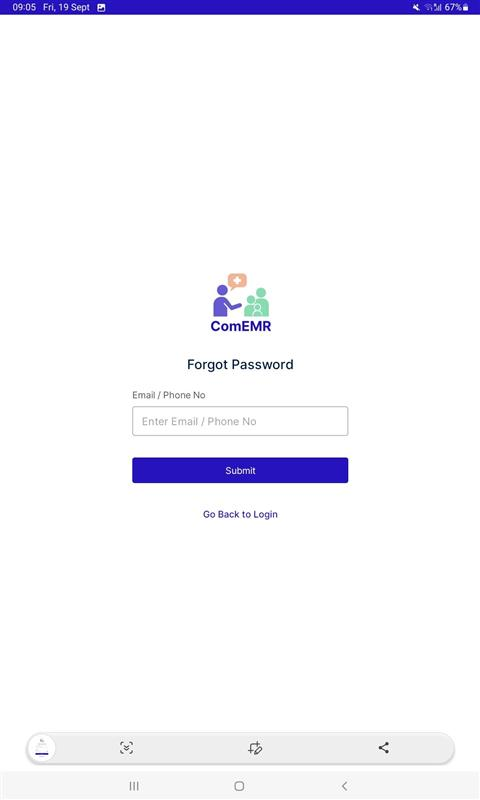 09:05 Fri, 19 Sept 67%
ComEMR
Forgot Password
Email / Phone No
Enter Email / Phone No
Submit
Go Back to Login